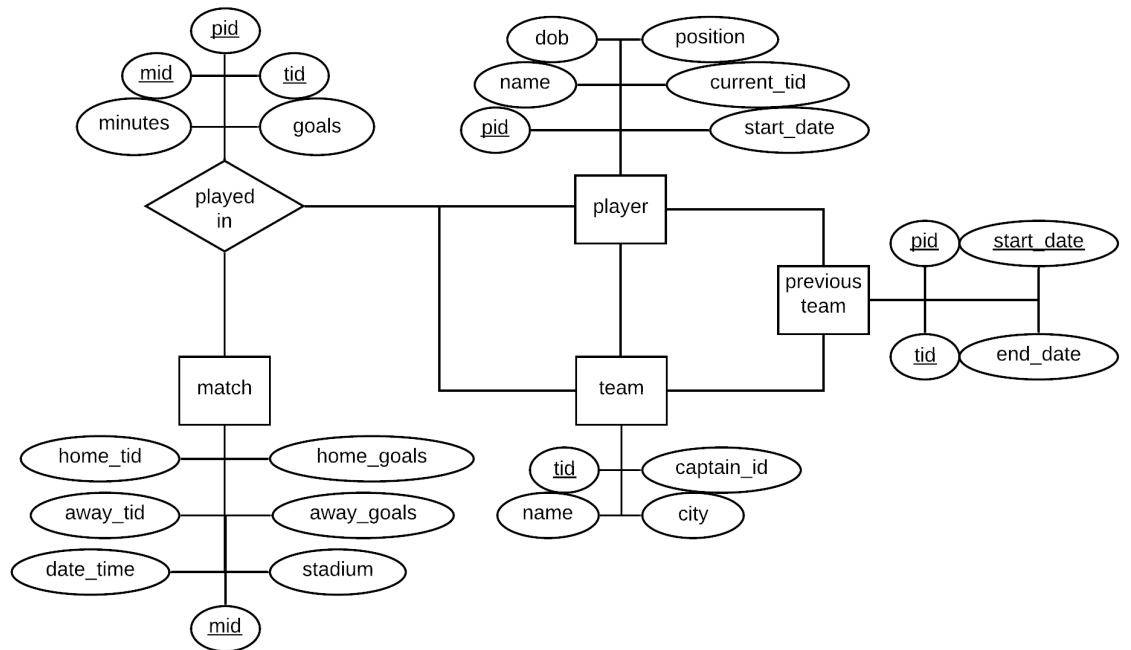 pid
mid
tid
minutes
goals
played
in
dob
position
name
current_tid
pid
start_date
player
previous
team
pid
start_date
tid
end_date
match
team
home_tid
home_goals
away_tid
away_goals
date_time
stadium
mid
tid
captain_id
name
city